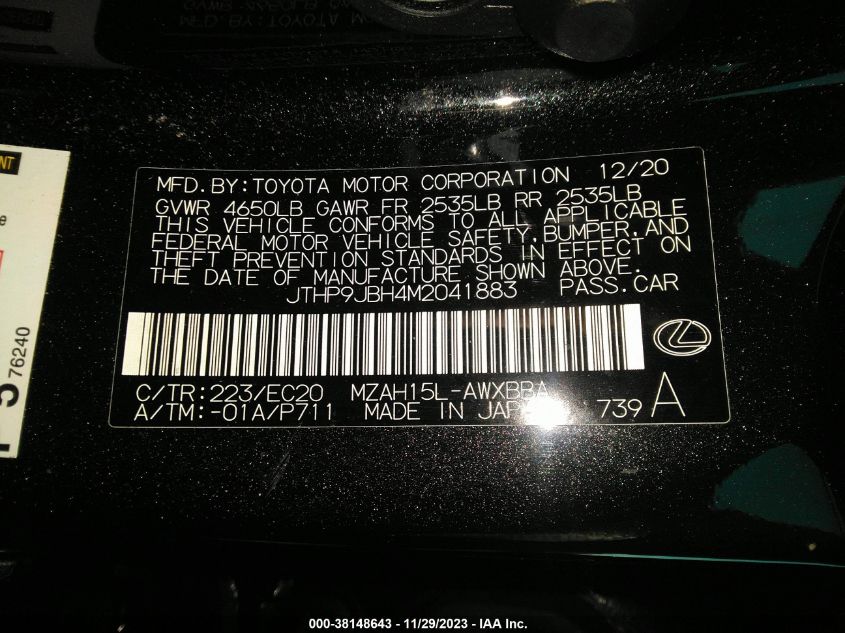 MFD.BY:TOYOTA MOTOR CORPORATION 12/20
GVWR 4650LB GAWR FR 2535LB RR 2535LB
THIS VEHICLE CONFORMS TO ALL APPLICABLE
FEDERAL MOTOR VEHICLE SAFETY,BUMPER,AND
THEFT PREVENTION STANDARDS IN EFFECT ON
THE DATE OF MANUFACTURE SHOWN ABOVE.
JTHP9JBH4M2041883 PASS.CAR
C/TR:223/EC20 MZAH15L-AWXBBA
A/TM:-01A/P711 MADE IN 739 A
76240
000-38148643 - 11/29/2023 - IAA Inc.